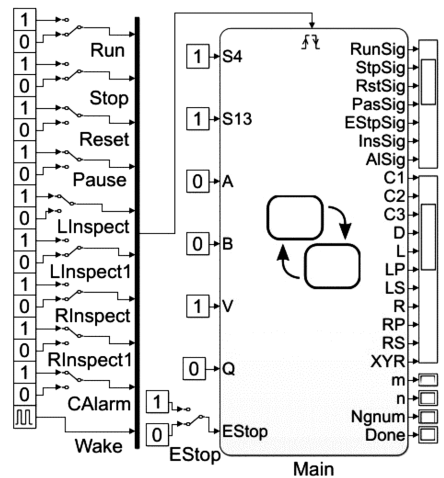 1
0
Run
1
0
Stop
1
0
Reset
1
0
Pause
1
0
LInspect
1
0
LInspect1
1
0
RInspect
1
0
RInspect1
1
0
CAlarm
Wake
1 S4
1 S13
0 A
0 B
1 V
0 Q
1
0
EStop
EStop
RunSig
StpSig
RstSig
PasSig
EStpSig
InsSig
AlSig
C1
C2
C3
D
L
LP
LS
R
RP
RS
XYR
m
n
Ngnum
Done
Main